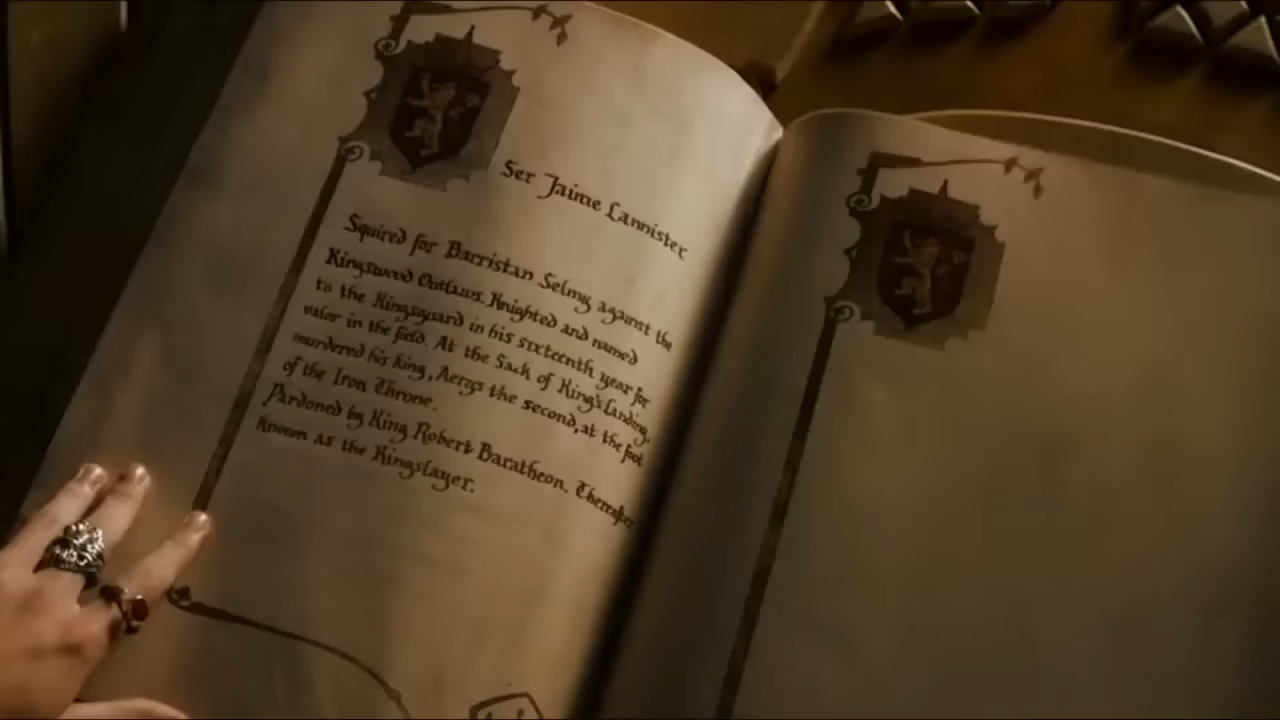 Ser Jaime Lannister
Squired for Barristan Selmy against the
Kingswood Outlaws. Knighted and named
to the Kingsguard in his sixteenth year for
valor in the field. At the Sack of King's Landing,
murdered his king, Aerys the second, at the foot
of the Iron Throne.
Pardoned by King Robert Baratheon. Thereafter
known as the Kingslayer.